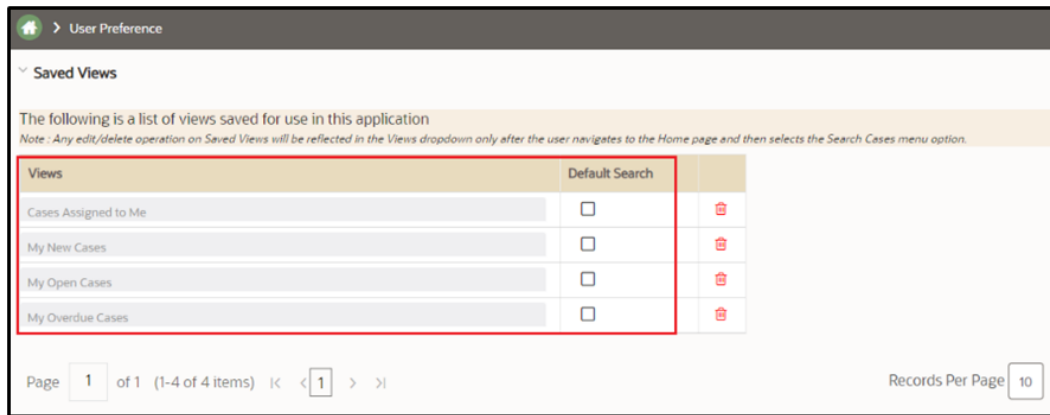 User Preference
Saved Views
The following is a list of views saved for use in this application
Note : Any edit/delete operation on Saved Views will be reflected in the Views dropdown only after the user navigates to the Home page and then selects the Search Cases menu option.
Views Default Search
Cases Assigned to Me
My New Cases
My Open Cases
My Overdue Cases
Page 1 of 1 (1-4 of 4 items) 1 Records Per Page 10